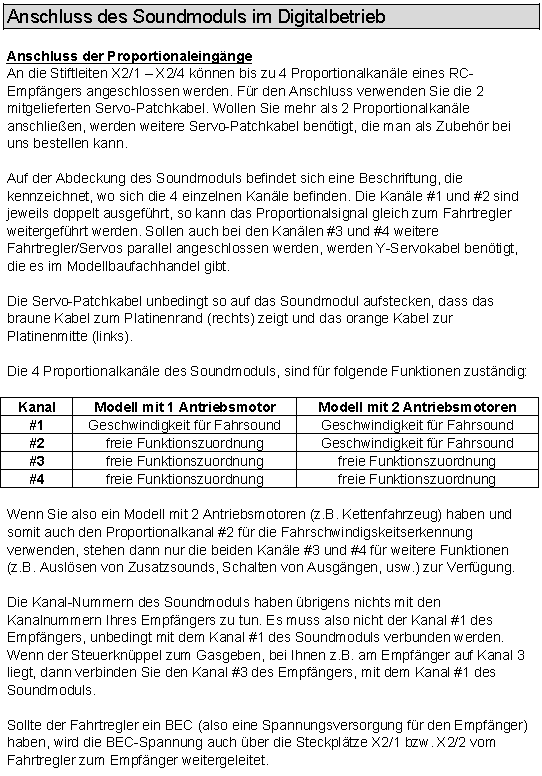 Anschluss des Soundmoduls im Digitalbetrieb
Anschluss der Proportionaleingänge
An die Stiftleiten X2/1 – X2/4 können bis zu 4 Proportionalkanäle eines RC-
Empfängers angeschlossen werden. Für den Anschluss verwenden Sie die 2
mitgelieferten Servo-Patchkabel. Wollen Sie mehr als 2 Proportionalkanäle
anschließen, werden weitere Servo-Patchkabel benötigt, die man als Zubehör bei
uns bestellen kann.
Auf der Abdeckung des Soundmoduls befindet sich eine Beschriftung, die
kennzeichnet, wo sich die 4 einzelnen Kanäle befinden. Die Kanäle #1 und #2 sind
jeweils doppelt ausgeführt, so kann das Proportionalsignal gleich zum Fahrtregler
weitergeführt werden. Sollen auch bei den Kanälen #3 und #4 weitere
Fahrtregler/Servos parallel angeschlossen werden, werden Y-Servokabel benötigt,
die es im Modellbaufachhandel gibt.
Die Servo-Patchkabel unbedingt so auf das Soundmodul aufstecken, dass das
braune Kabel zum Platinenrand (rechts) zeigt und das orange Kabel zur
Platinenmitte (links).
Die 4 Proportionalkanäle des Soundmoduls, sind für folgende Funktionen zuständig:
Kanal Modell mit 1 Antriebsmotor Modell mit 2 Antriebsmotoren
#1 Geschwindigkeit für Fahrsound Geschwindigkeit für Fahrsound
#2 freie Funktionszuordnung Geschwindigkeit für Fahrsound
#3 freie Funktionszuordnung freie Funktionszuordnung
#4 freie Funktionszuordnung freie Funktionszuordnung
Wenn Sie also ein Modell mit 2 Antriebsmotoren (z.B. Kettenfahrzeug) haben und
somit auch den Proportionalkanal #2 für die Fahrschwindigskeitserkennung
verwenden, stehen dann nur die beiden Kanäle #3 und #4 für weitere Funktionen
(z.B. Auslösen von Zusatzsounds, Schalten von Ausgängen, usw.) zur Verfügung.
Die Kanal-Nummern des Soundmoduls haben übrigens nichts mit den
Kanalnummern Ihres Empfängers zu tun. Es muss also nicht der Kanal #1 des
Empfängers, unbedingt mit dem Kanal #1 des Soundmoduls verbunden werden.
Wenn der Steuerknüppel zum Gasgeben, bei Ihnen z.B. am Empfänger auf Kanal 3
liegt, dann verbinden Sie den Kanal #3 des Empfängers, mit dem Kanal #1 des
Soundmoduls.
Sollte der Fahrtregler ein BEC (also eine Spannungsversorgung für den Empfänger)
haben, wird die BEC-Spannung auch über die Steckplätze X2/1 bzw. X2/2 vom
Fahrtregler zum Empfänger weitergeleitet.